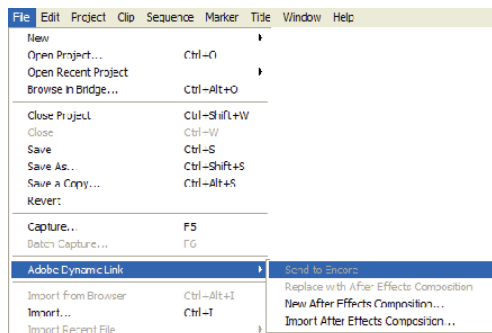 File Edit Project Clip Sequence Marker Title Window Help
New
Open Project... Ctrl+O
Open Recent Project
Browse in Bridge... Ctrl+Alt+O
Close Project Ctrl+Shift+W
Close Ctrl+W
Save Ctrl+S
Save As... Ctrl+Shift+S
Save a Copy... Ctrl+Alt+S
Revert
Capture... F5
Batch Capture... F6
Adobe Dynamic Link Send to Encore
Replace with After Effects Composition
Import from Browser Ctrl+Alt+I New After Effects Composition...
Import... Ctrl+I Import After Effects Composition...
Import Recent File